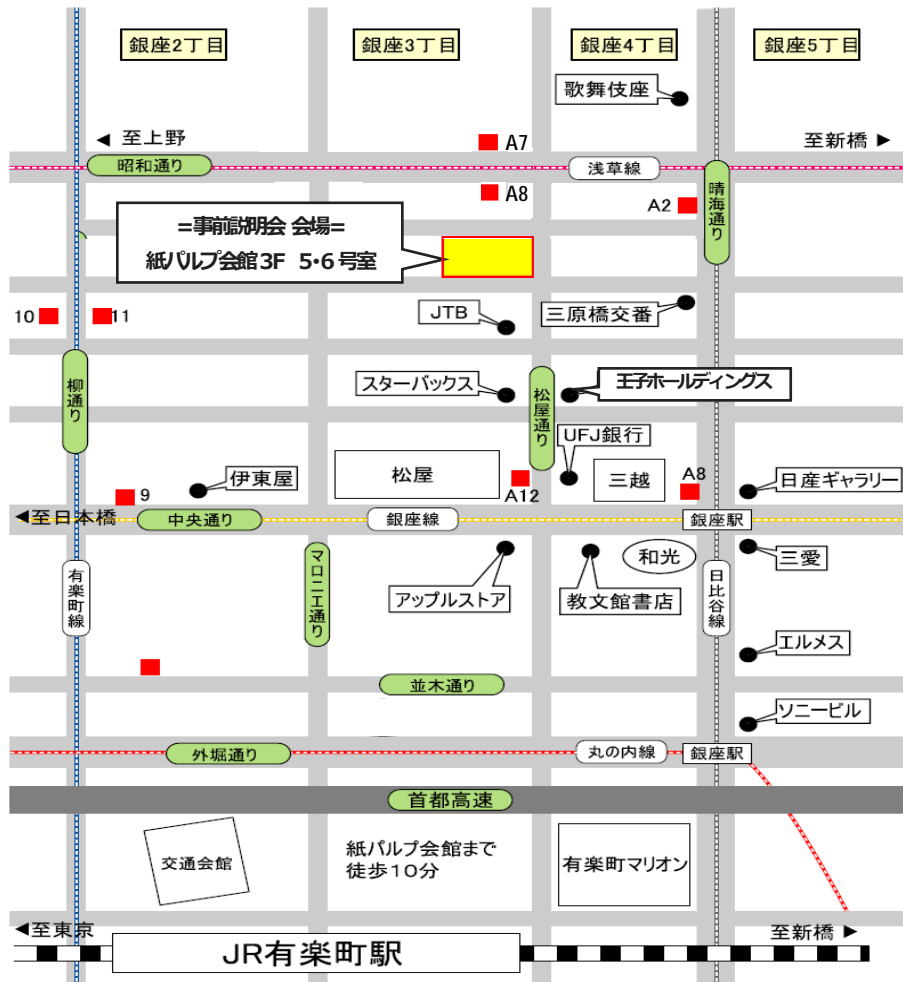 銀座2丁目
銀座3丁目
銀座4丁目
銀座5丁目
歌舞伎座
◀ 至上野
A7
至新橋 ▶
昭和通り
浅草線
A8
A2
晴海通り
=事前説明会 会場=
紙パルプ会館3F 5・6号室
10
11
JTB
三原橋交番
柳通り
スターバックス
松屋通り
王子ホールディングス
UFJ銀行
伊東屋
松屋
三越
A8
日産ギャラリー
9
A12
◀至日本橋
中央通り
銀座線
銀座駅
マロニエ通り
和光
三愛
有楽町線
アップルストア
教文館書店
日比谷線
エルメス
並木通り
ソニービル
外堀通り
丸の内線
銀座駅
首都高速
交通会館
紙パルプ会館まで
徒歩10分
有楽町マリオン
◀至東京
至新橋 ▶
JR有楽町駅